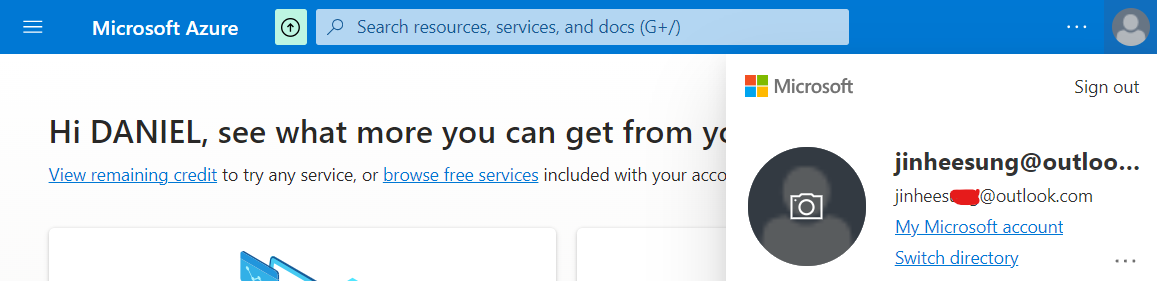 Microsoft Azure
Search resources, services, and docs (G+/)
...
Microsoft
Sign out
Hi DANIEL, see what more you can get from yo
View remaining credit to try any service, or browse free services included with your acco
jinheesung@outloo...
jinhees @outlook.com
My Microsoft account
Switch directory
...